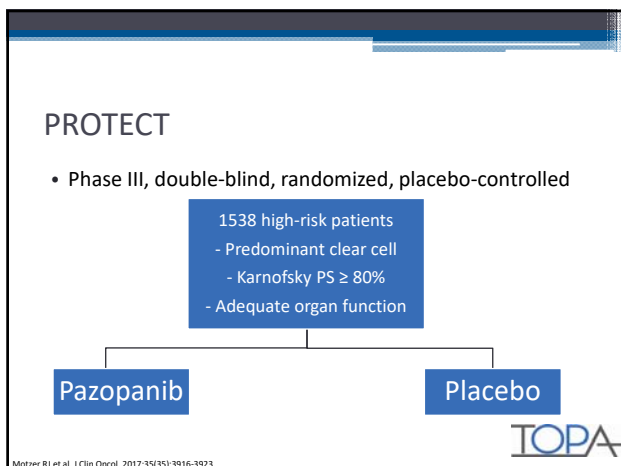 PROTECT
• Phase III, double-blind, randomized, placebo-controlled
1538 high-risk patients
- Predominant clear cell
- Karnofsky PS ≥ 80%
- Adequate organ function
Pazopanib
Placebo
TOPA
Motzer RJ et al. J Clin Oncol. 2017;35(35):3916-3923